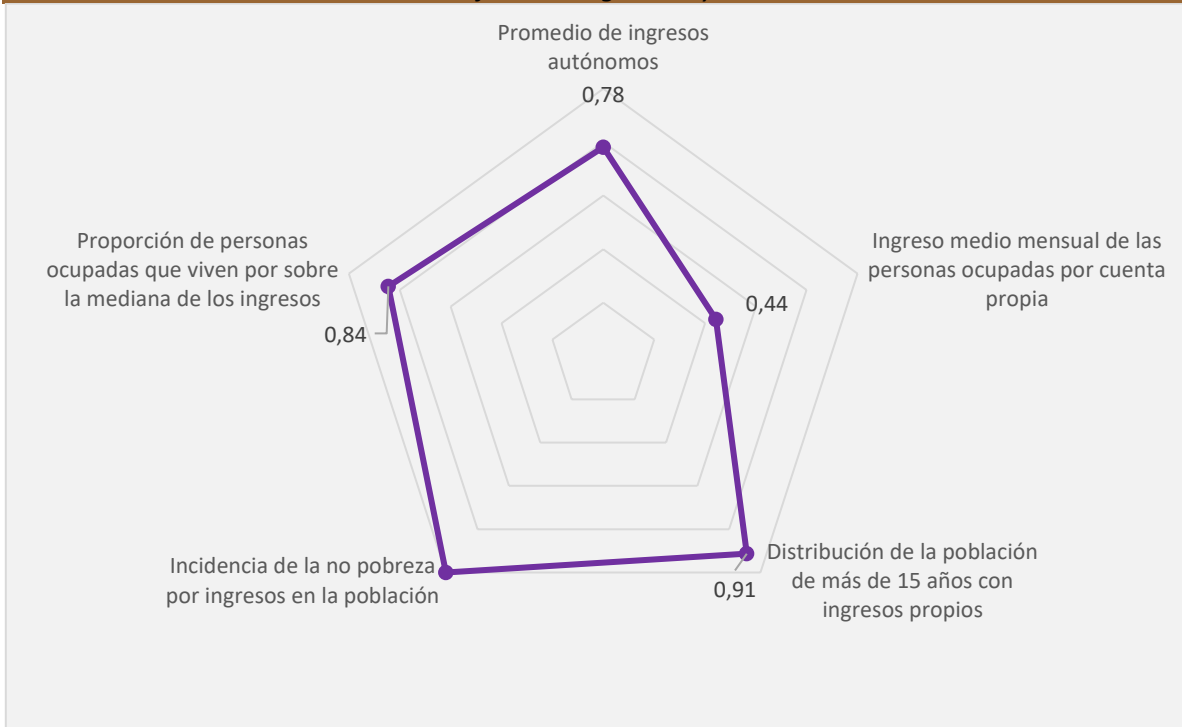 Promedio de ingresos
autónomos
0,78
Ingreso medio mensual de las
personas ocupadas por cuenta
propia
0,44
Distribución de la población
de más de 15 años con
ingresos propios
0,91
Incidencia de la no pobreza
por ingresos en la población
Proporción de personas
ocupadas que viven por sobre
la mediana de los ingresos
0,84